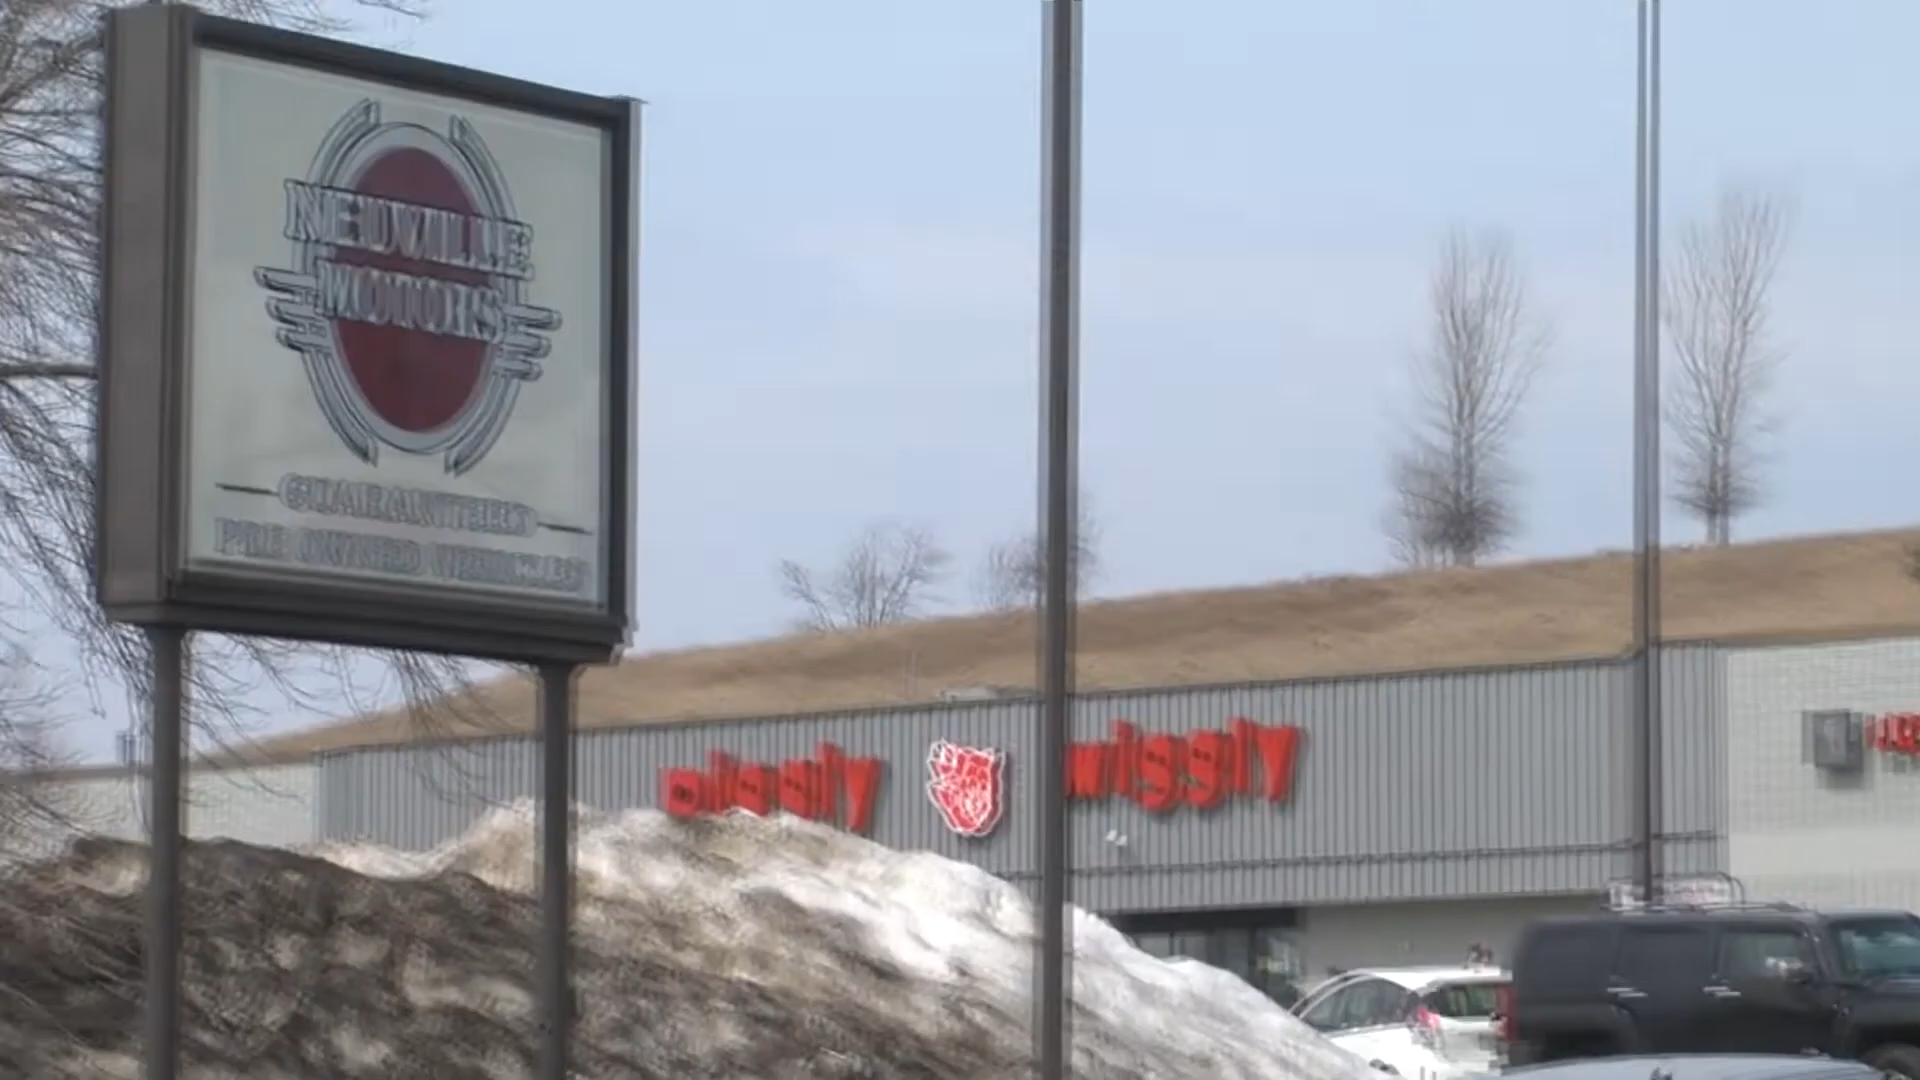 NEUVILLE
MOTORS
GUARANTEED
PRE OWNED VEHICLES
piggly wiggly